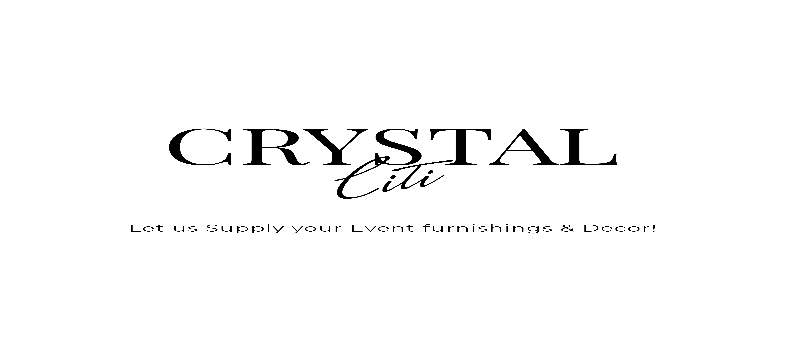 CRYSTAL
Citi
Let us Supply your Event furnishings & Decor!